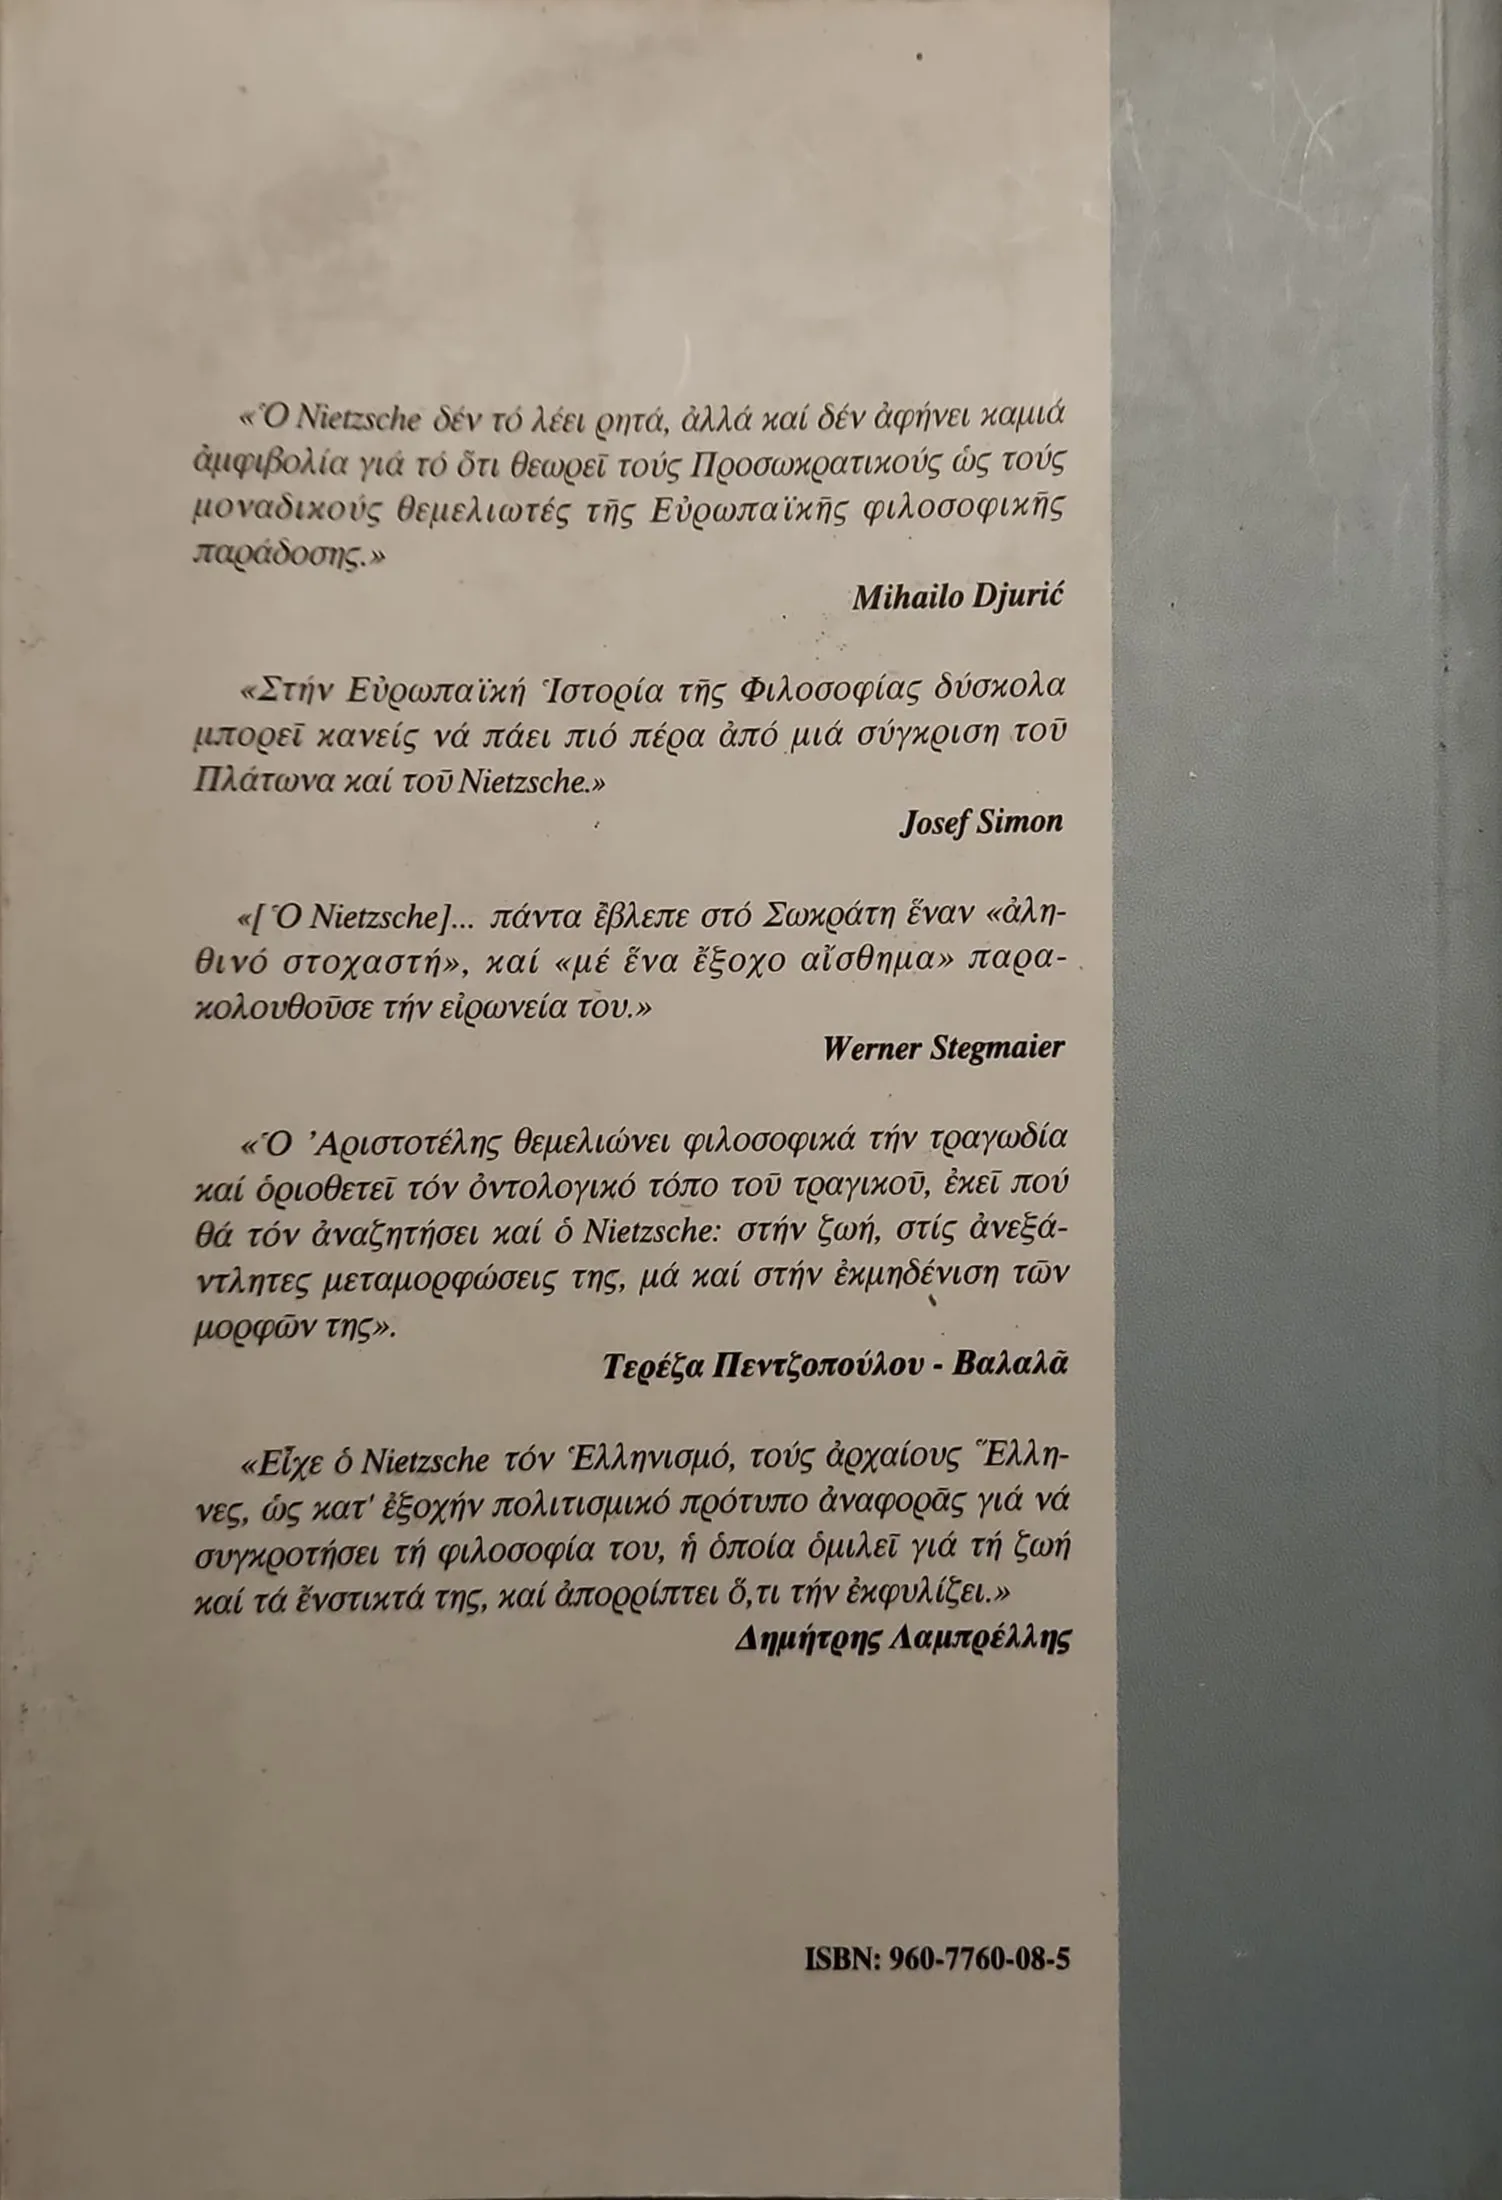 «Ὁ Nietzsche δέν τό λέει ρητά, ἀλλά καί δέν ἀφήνει καμιά
ἀμφιβολία γιά τό ὅτι θεωρεῖ τούς Προσωκρατικούς ὡς τούς
μοναδικούς θεμελιωτές τῆς Εὐρωπαϊκῆς φιλοσοφικῆς
παράδοσης.»
Mihailo Djurić
«Στήν Εὐρωπαϊκή Ἱστορία τῆς Φιλοσοφίας δύσκολα
μπορεῖ κανείς νά πάει πιό πέρα ἀπό μιά σύγκριση τοῦ
Πλάτωνα καί τοῦ Nietzsche.»
Josef Simon
«[Ὁ Nietzsche]... πάντα ἔβλεπε στό Σωκράτη ἕναν «ἀλη-
θινό στοχαστή», καί «μέ ἕνα ἔξοχο αἴσθημα» παρα-
κολουθοῦσε τήν εἰρωνεία του.»
Werner Stegmaier
«Ὁ Ἀριστοτέλης θεμελιώνει φιλοσοφικά τήν τραγωδία
καί ὁριοθετεῖ τόν ὀντολογικό τόπο τοῦ τραγικοῦ, ἐκεῖ πού
θά τόν ἀναζητήσει καί ὁ Nietzsche: στήν ζωή, στίς ἀνεξά-
ντλητες μεταμορφώσεις της, μά καί στήν ἐκμηδένιση τῶν
μορφῶν της».
Τερέζα Πεντζοπούλου - Βαλαλᾶ
«Εἶχε ὁ Nietzsche τόν Ἑλληνισμό, τούς ἀρχαίους Ἕλλη-
νες, ὡς κατ' ἐξοχήν πολιτισμικό πρότυπο ἀναφορᾶς γιά νά
συγκροτήσει τή φιλοσοφία του, ἡ ὁποία ὁμιλεῖ γιά τή ζωή
καί τά ἔνστικτά της, καί ἀπορρίπτει ὅ,τι τήν ἐκφυλίζει.»
Δημήτρης Λαμπρέλλης
ISBN: 960-7760-08-5